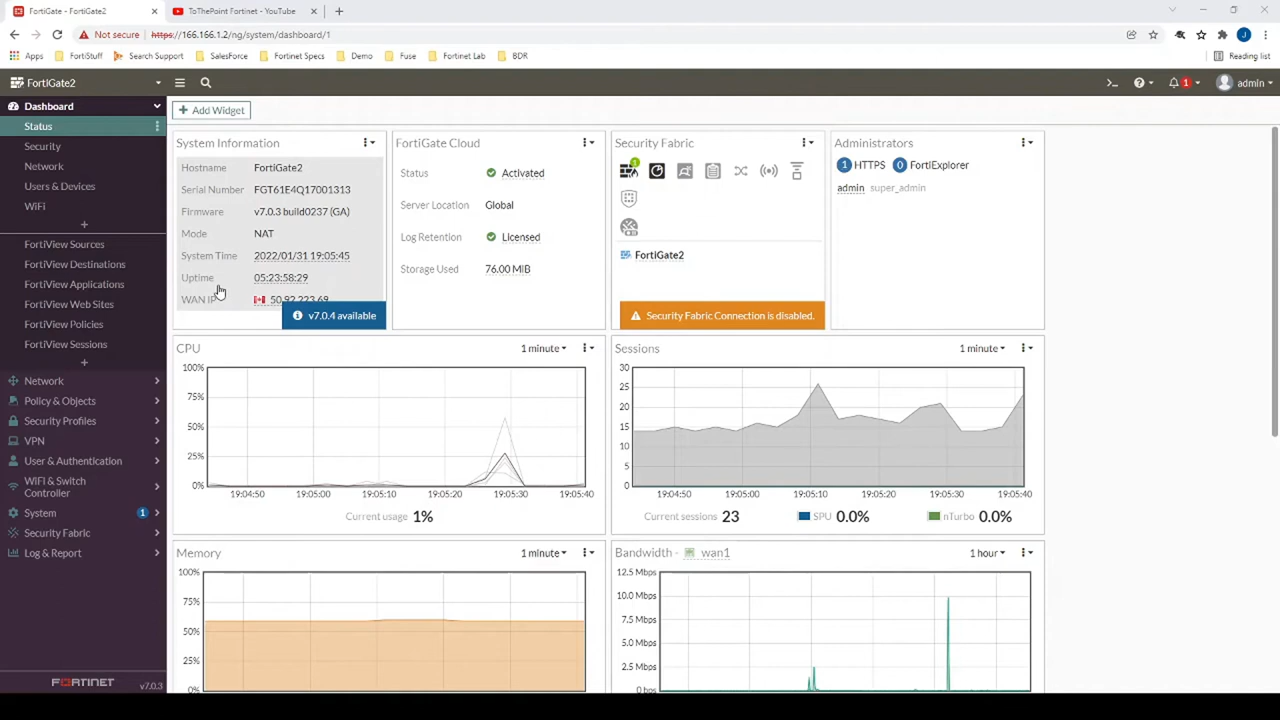 FortiGate - FortiGate2
ToThePoint Fortinet - YouTube
Not secure | https://166.166.1.2/ng/system/dashboard/1
J
Apps FortiStuff Search Support SalesForce Fortinet Specs Demo Fuse Fortinet Lab BDR Reading list
FortiGate2
>_ 1 admin
Dashboard
Status
Security
Network
Users & Devices
WiFi
+
FortiView Sources
FortiView Destinations
FortiView Applications
FortiView Web Sites
FortiView Policies
FortiView Sessions
+
Network
Policy & Objects
Security Profiles
VPN
User & Authentication
WiFi & Switch
Controller
System 1
Security Fabric
Log & Report
FORTINET v7.0.3
+ Add Widget
System Information
Hostname FortiGate2
Serial Number FGT61E4Q17001313
Firmware v7.0.3 build0237 (GA)
Mode NAT
System Time 2022/01/31 19:05:45
Uptime 05:23:58:29
WAN IP 50.92.223.69
v7.0.4 available
FortiGate Cloud
Status Activated
Server Location Global
Log Retention Licensed
Storage Used 76.00 MiB
Security Fabric
1
FortiGate2
Security Fabric Connection is disabled.
Administrators
1 HTTPS 0 FortiExplorer
admin super_admin
CPU 1 minute
100%
75%
50%
25%
0%
19:04:50 19:05:00 19:05:10 19:05:20 19:05:30 19:05:40
Current usage 1%
Sessions 1 minute
30
25
20
15
10
5
0
19:04:50 19:05:00 19:05:10 19:05:20 19:05:30 19:05:40
Current sessions 23 SPU 0.0% nTurbo 0.0%
Memory 1 minute
100%
75%
50%
25%
0%
Bandwidth - wan1 1 hour
12.5 Mbps
10.0 Mbps
7.5 Mbps
5.0 Mbps
2.5 Mbps
0 bps